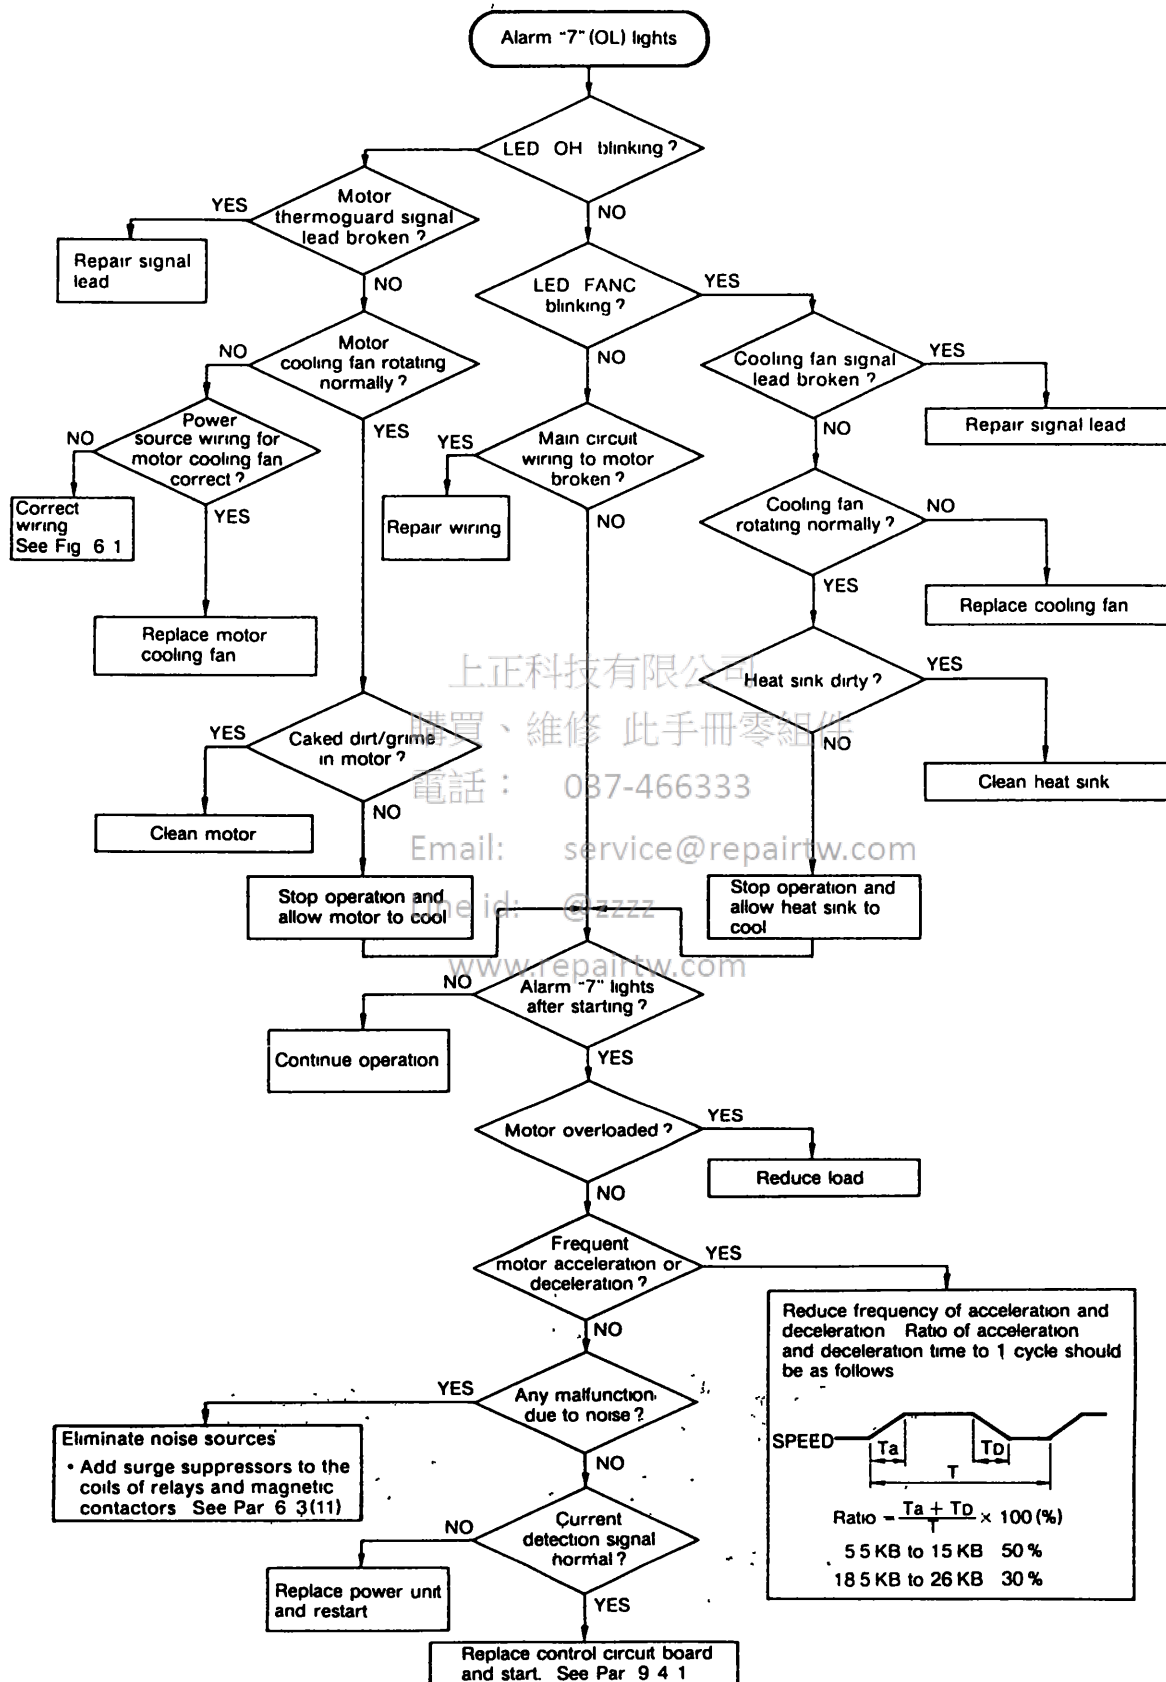 Alarm "7" (OL) lights
LED OH blinking ?
NO
Motor
thermoguard signal
lead broken ?
YES
Repair signal
lead
NO
LED FANC
blinking ?
YES
NO
Motor
cooling fan rotating
normally ?
NO
YES
Cooling fan signal
lead broken ?
YES
Repair signal lead
NO
Power
source wiring for
motor cooling fan
correct ?
NO
Correct
wiring
See Fig 6 1
YES
Replace motor
cooling fan
Main circuit
wiring to motor
broken ?
YES
Repair wiring
NO
Cooling fan
rotating normally ?
NO
Replace cooling fan
YES
Heat sink dirty ?
YES
Clean heat sink
NO
上正科技有限公司
購買、維修 此手冊零組件
電話： 037-466333
Email: service@repairtw.com
Line id: @zzzz
www.repairtw.com
Caked dirt/grime
in motor ?
YES
Clean motor
NO
Stop operation and
allow motor to cool
Stop operation and
allow heat sink to
cool
Alarm "7" lights
after starting ?
NO
Continue operation
YES
Motor overloaded ?
YES
Reduce load
NO
Frequent
motor acceleration or
deceleration ?
YES
NO
Reduce frequency of acceleration and
deceleration Ratio of acceleration
and deceleration time to 1 cycle should
be as follows
SPEED
Ta
TD
T
Ratio = Ta + TD / T × 100 (%)
5 5 KB to 15 KB 50 %
18 5 KB to 26 KB 30 %
Any malfunction
due to noise ?
YES
Eliminate noise sources
• Add surge suppressors to the
coils of relays and magnetic
contactors See Par 6 3(11)
NO
Current
detection signal
normal ?
NO
Replace power unit
and restart
YES
Replace control circuit board
and start. See Par 9 4 1